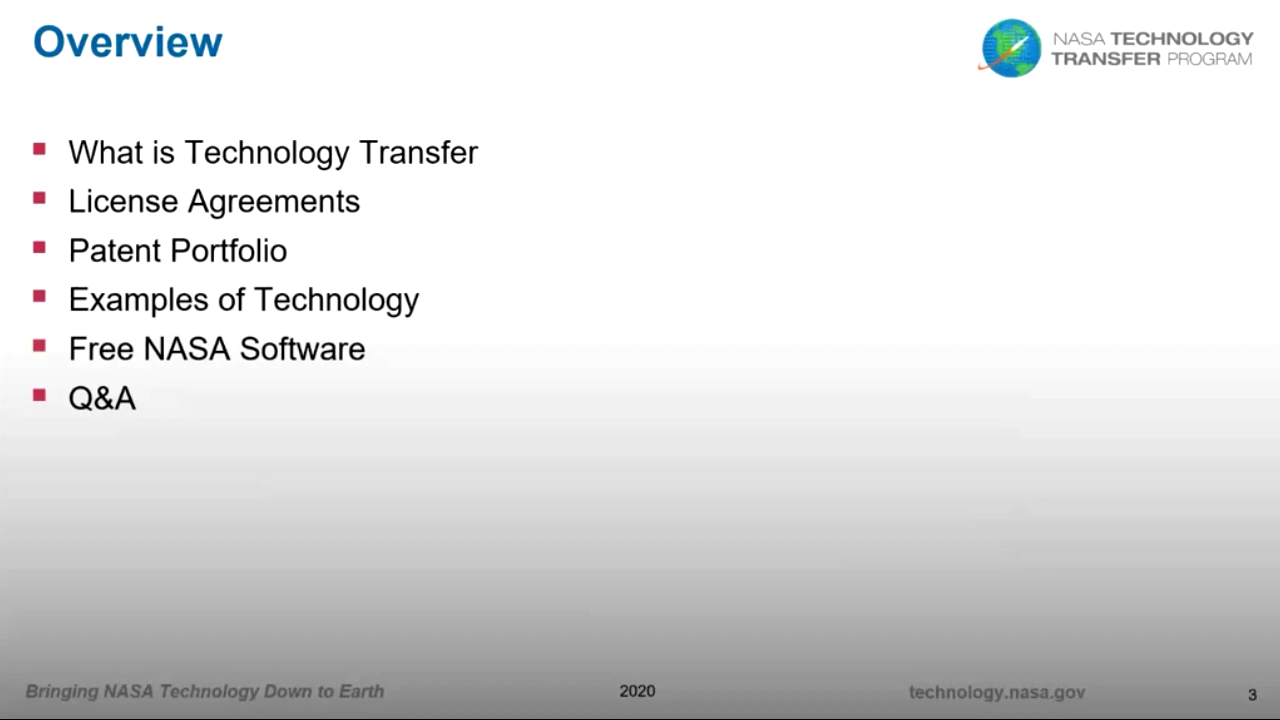 Overview
NASA TECHNOLOGY
TRANSFER PROGRAM
What is Technology Transfer
License Agreements
Patent Portfolio
Examples of Technology
Free NASA Software
Q&A
Bringing NASA Technology Down to Earth
2020
technology.nasa.gov
3